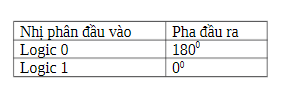 Nhị phân đầu vào Pha đầu ra
Logic 0 180⁰
Logic 1 0⁰